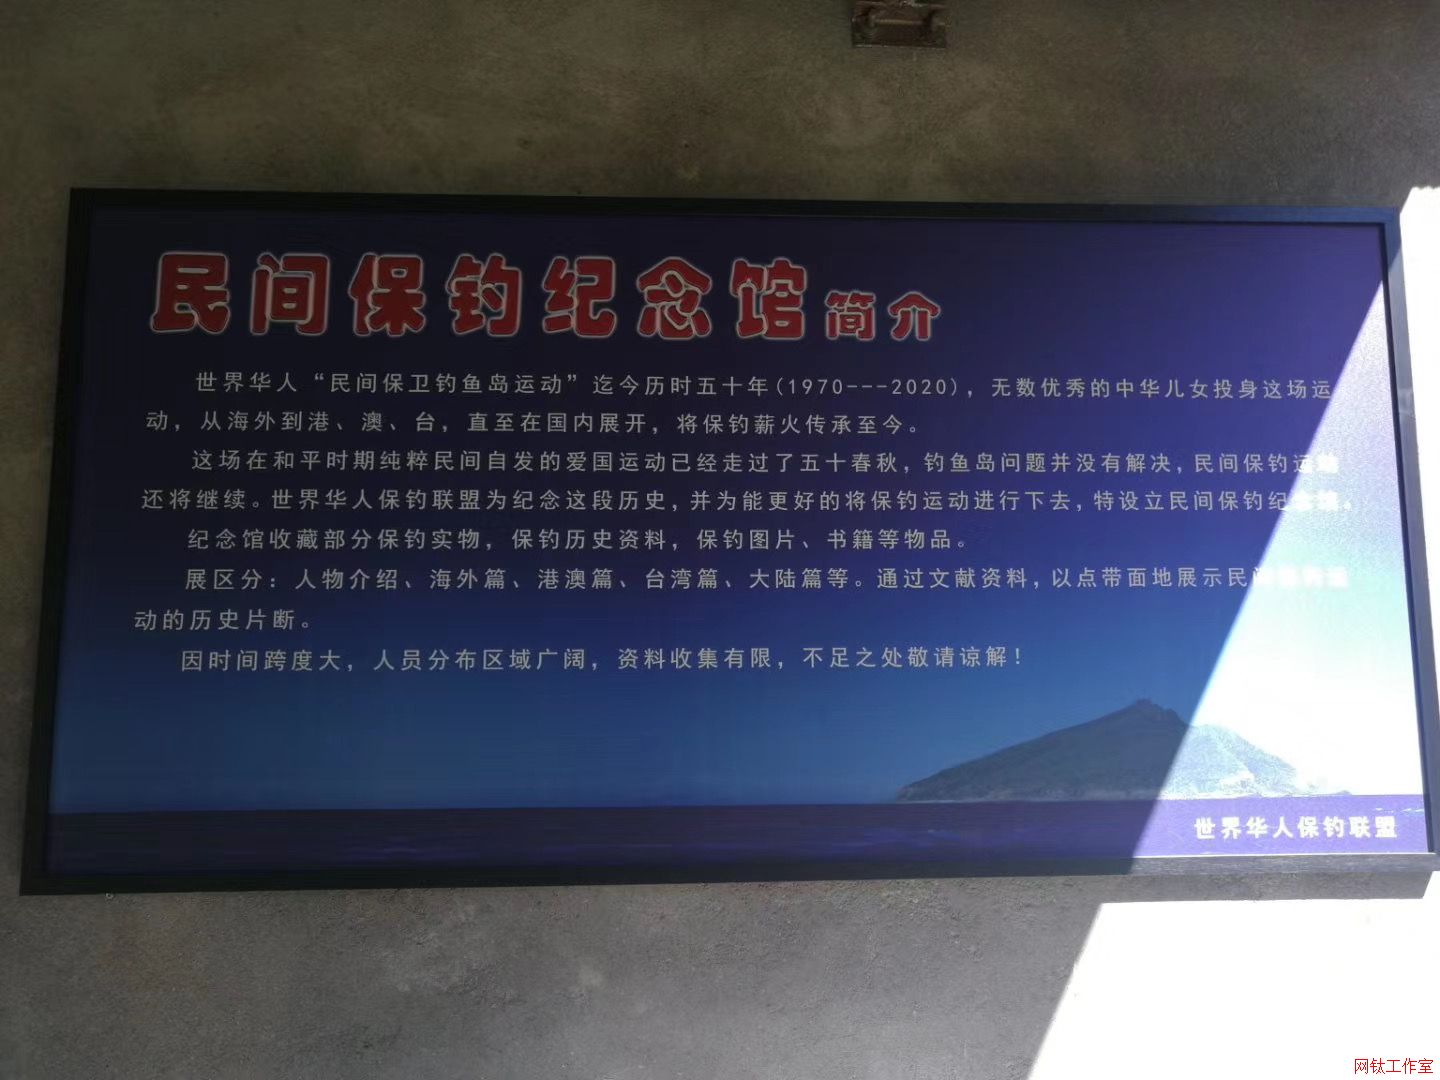 民间保钓纪念馆简介
世界华人“民间保卫钓鱼岛运动”迄今历时五十年(1970---2020)，无数优秀的中华儿女投身这场运
动，从海外到港、澳、台，直至在国内展开，将保钓薪火传承至今。
这场在和平时期纯粹民间自发的爱国运动已经走过了五十春秋，钓鱼岛问题并没有解决，民间保钓运动
还将继续。世界华人保钓联盟为纪念这段历史，并为能更好的将保钓运动进行下去，特设立民间保钓纪念馆。
纪念馆收藏部分保钓实物，保钓历史资料，保钓图片、书籍等物品。
展区分：人物介绍、海外篇、港澳篇、台湾篇、大陆篇等。通过文献资料，以点带面地展示民间保钓运
动的历史片断。
因时间跨度大，人员分布区域广阔，资料收集有限，不足之处敬请谅解！
世界华人保钓联盟
网钛工作室